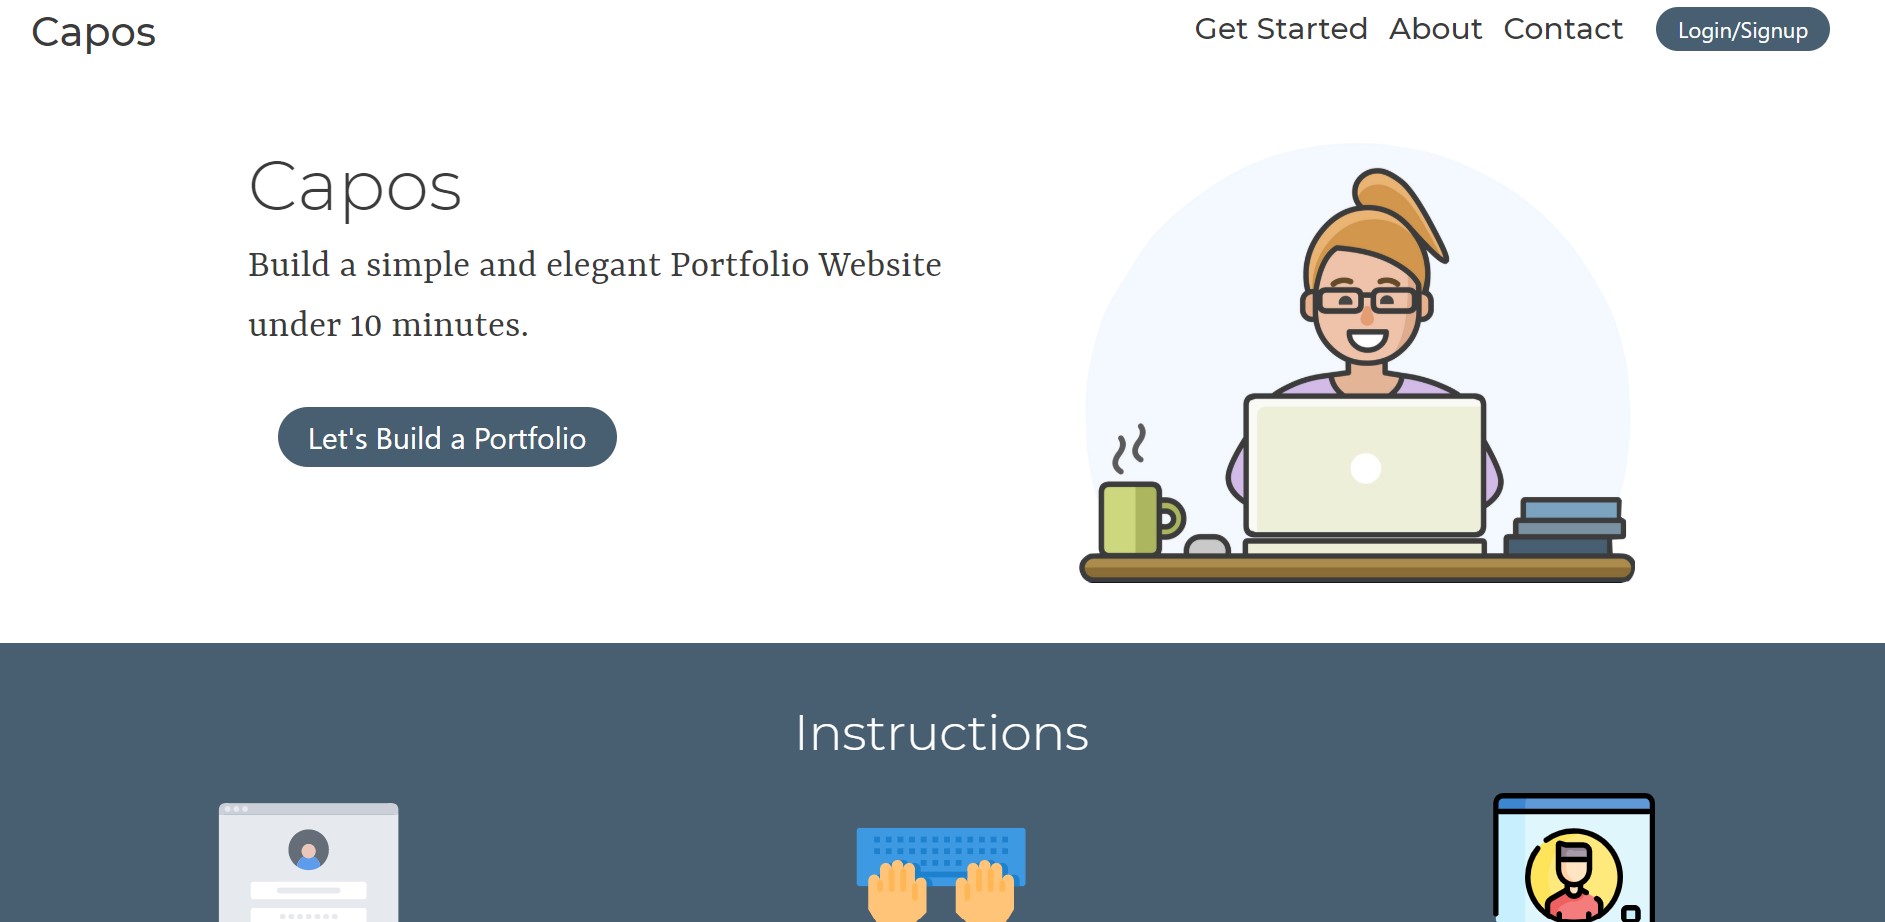 Capos
Get Started About Contact Login/Signup
Capos
Build a simple and elegant Portfolio Website
under 10 minutes.
Let's Build a Portfolio
Instructions